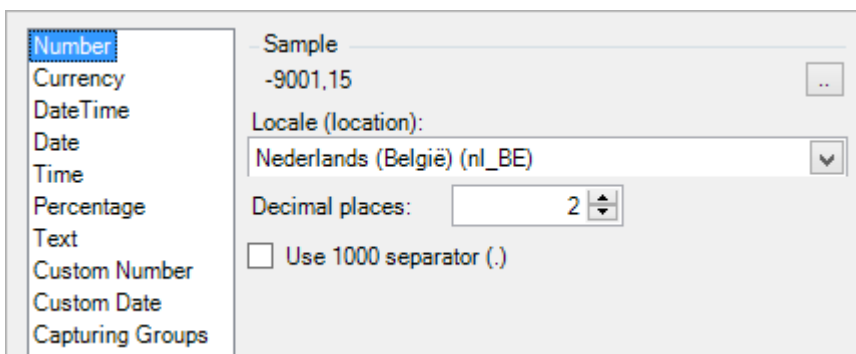 Number
Currency
DateTime
Date
Time
Percentage
Text
Custom Number
Custom Date
Capturing Groups
Sample
-9001,15
..
Locale (location):
Nederlands (België) (nl_BE)
Decimal places: 2
Use 1000 separator (.)